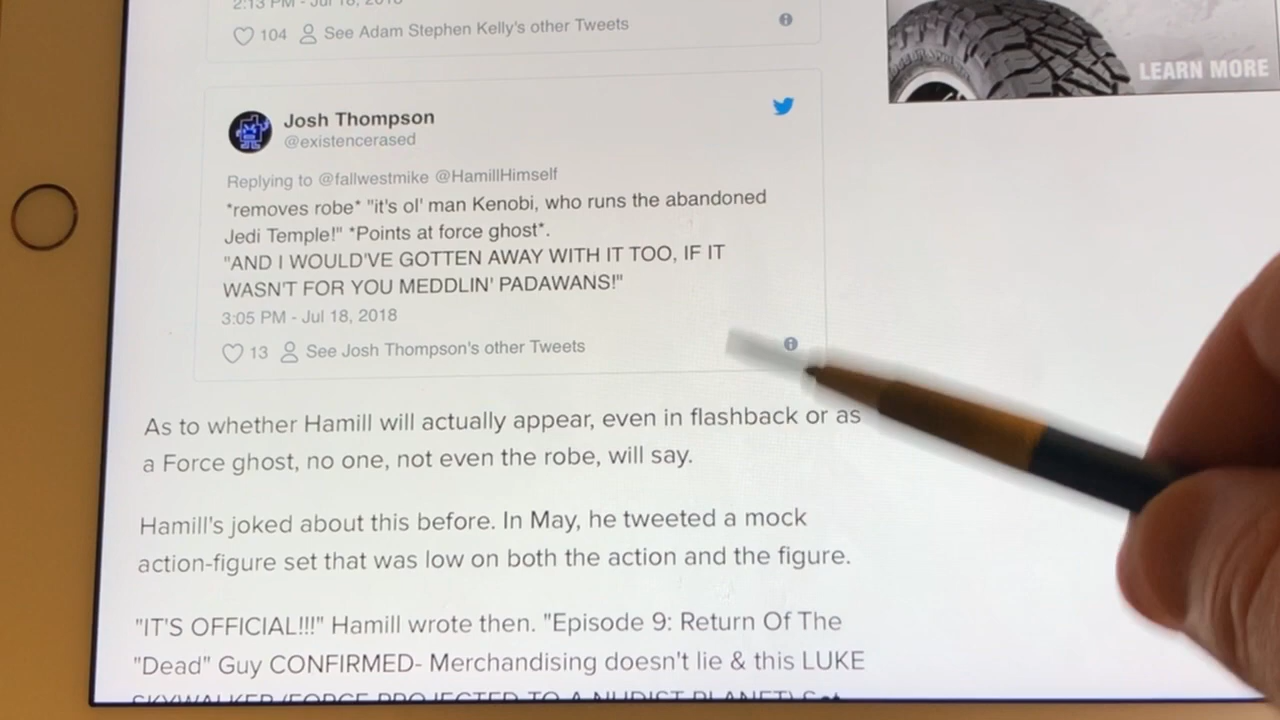 2:13 PM - Jul 18, 2018
104 See Adam Stephen Kelly's other Tweets
LEARN MORE
Josh Thompson
@existencerased
Replying to @fallwestmike @HamillHimself
*removes robe* "it's ol' man Kenobi, who runs the abandoned
Jedi Temple!" *Points at force ghost*.
"AND I WOULD'VE GOTTEN AWAY WITH IT TOO, IF IT
WASN'T FOR YOU MEDDLIN' PADAWANS!"
3:05 PM - Jul 18, 2018
13 See Josh Thompson's other Tweets
As to whether Hamill will actually appear, even in flashback or as
a Force ghost, no one, not even the robe, will say.
Hamill's joked about this before. In May, he tweeted a mock
action-figure set that was low on both the action and the figure.
"IT'S OFFICIAL!!!" Hamill wrote then. "Episode 9: Return Of The
"Dead" Guy CONFIRMED- Merchandising doesn't lie & this LUKE
SKYWALKER (FORCE PROJECTED TO A NUDIST PLANET)